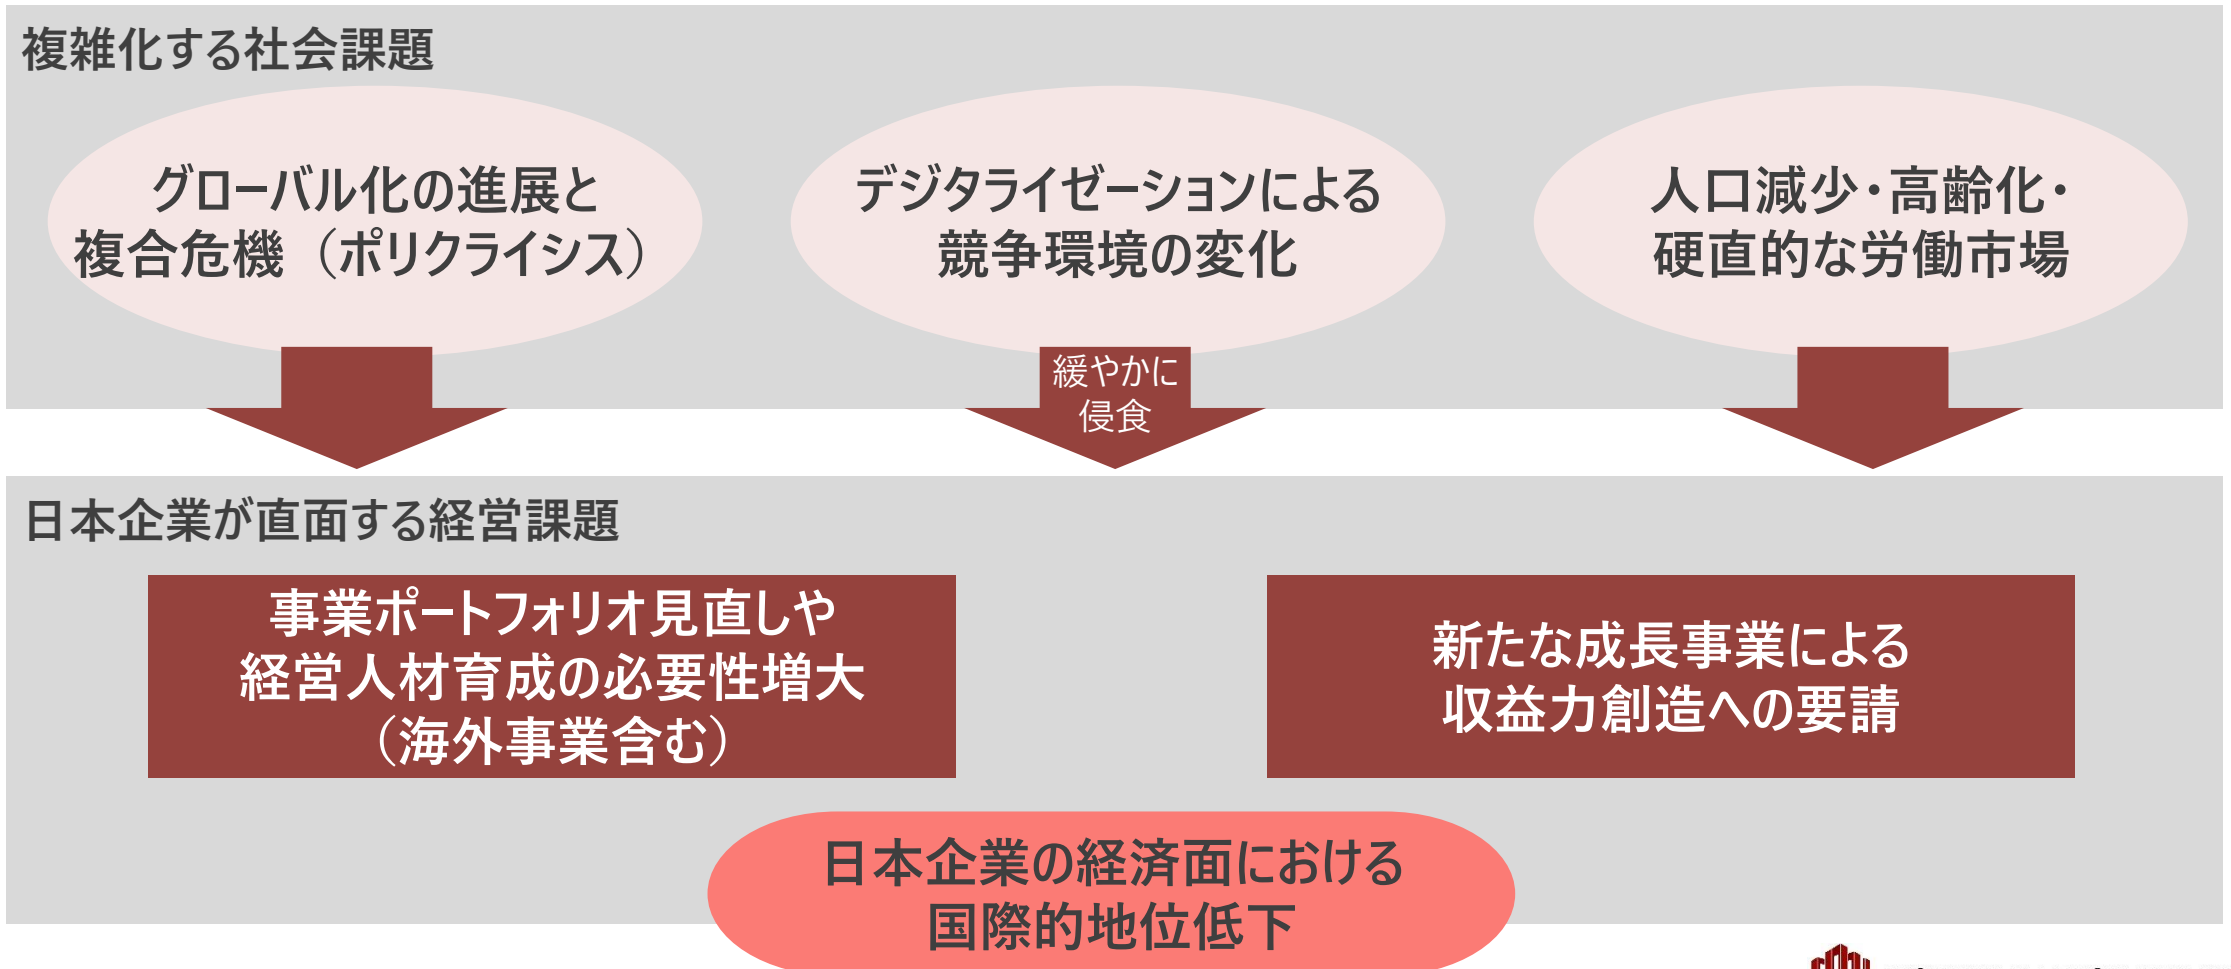 複雑化する社会課題
グローバル化の進展と
複合危機（ポリクライシス）
デジタライゼーションによる
競争環境の変化
人口減少・高齢化・
硬直的な労働市場
緩やかに
侵食
日本企業が直面する経営課題
事業ポートフォリオ見直しや
経営人材育成の必要性増大
（海外事業含む）
新たな成長事業による
収益力創造への要請
日本企業の経済面における
国際的地位低下